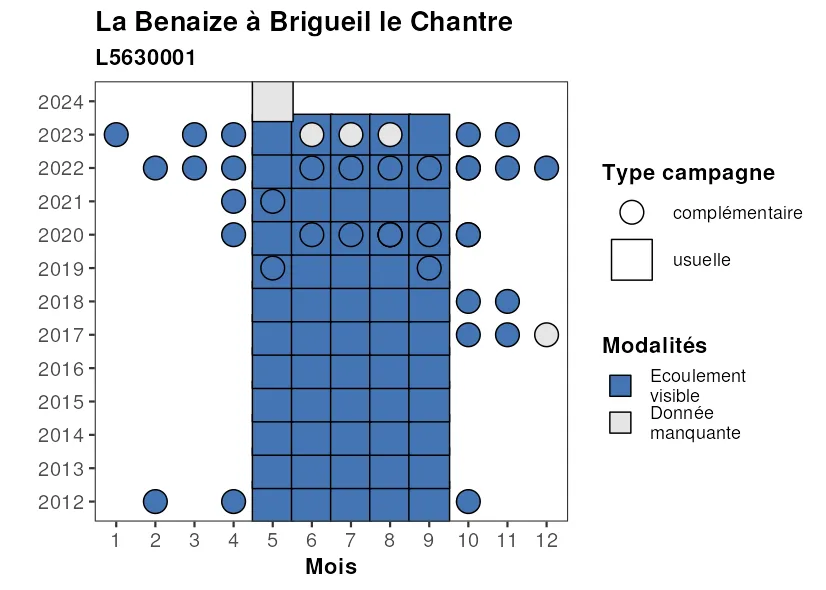 La Benaize à Brigueil le Chantre
L5630001
2024
2023
2022
2021
2020
2019
2018
2017
2016
2015
2014
2013
2012
1 2 3 4 5 6 7 8 9 10 11 12
Mois
Type campagne
complémentaire
usuelle
Modalités
Ecoulement
visible
Donnée
manquante